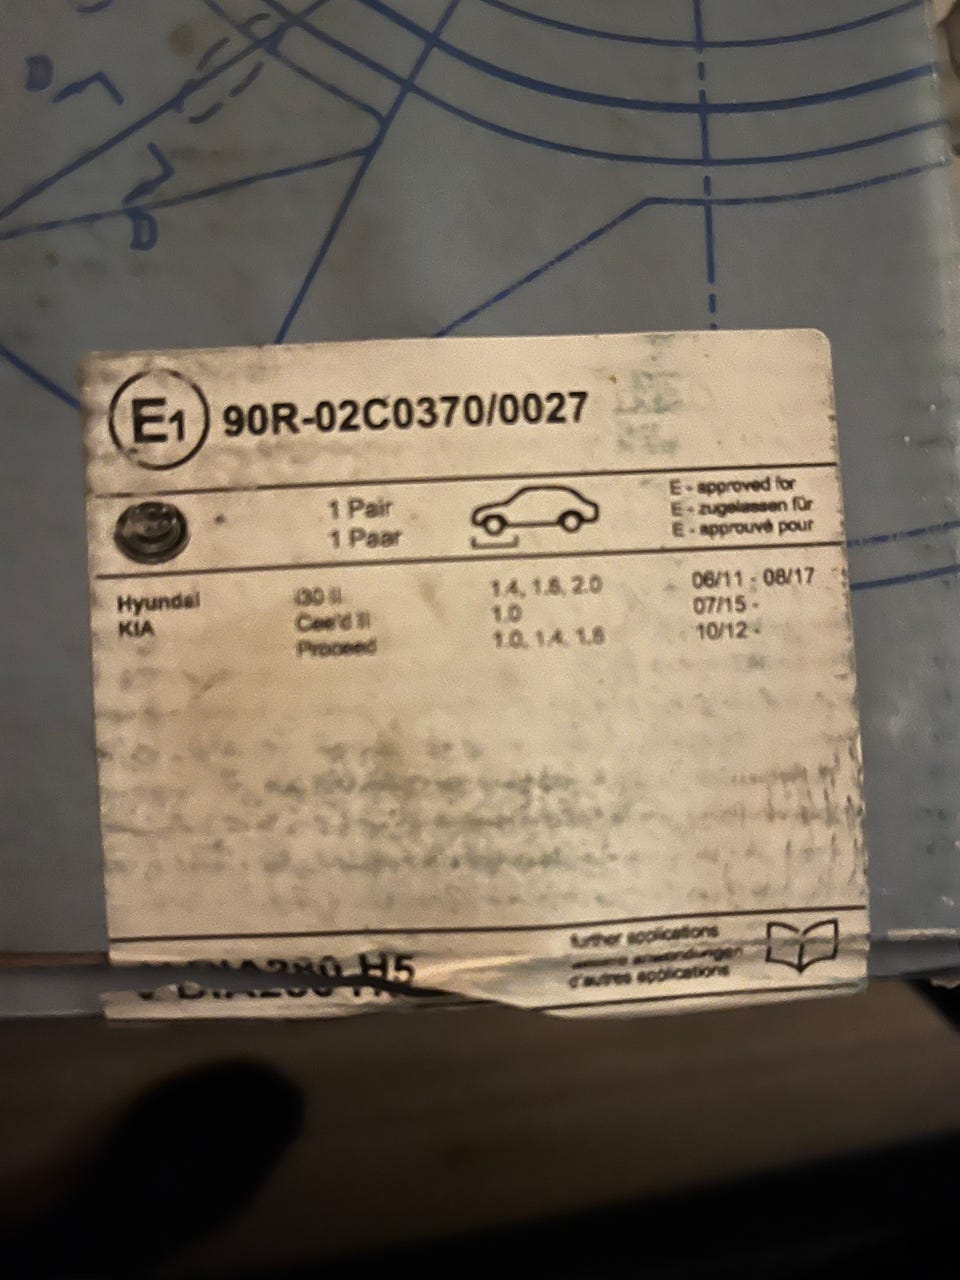 D
D
E1 90R-02C0370/0027
1 Pair
1 Paar
E - approved for
E - zugelassen für
E - approuvé pour
Hyundai i30 II 1.4, 1.6, 2.0 06/11 - 08/17
KIA Cee'd II 1.0 07/15 -
Proceed 1.0, 1.4, 1.6 10/12 -
further applications
weitere anwendungen
d'autres applications
DIA280 H5